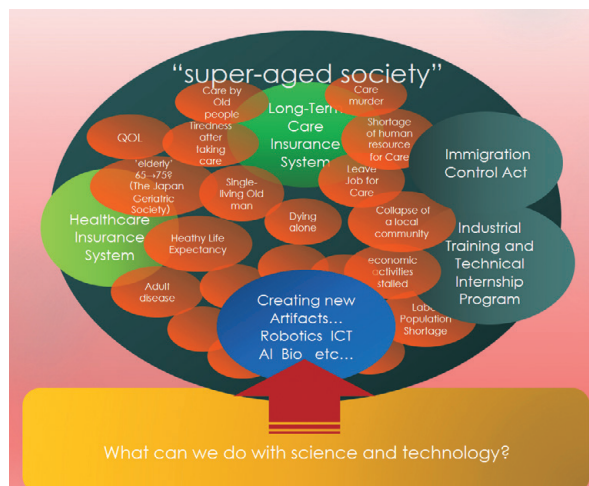 “super-aged society”
Care by
Old
people
Tiredness
after
taking
care
QOL
Long-Term
Care
Insurance
System
Care
murder
Shortage
of human
resource
for Care
Immigration
Control Act
‘elderly’
65→75?
(The Japan
Geriatric
Society)
Single-
living Old
man
Leave
Job for
Care
Healthcare
Insurance
System
Heathy Life
Expectancy
Dying
alone
Collapse of
a local
community
Industrial
Training and
Technical
Internship
Program
economic
activities
stalled
Adult
disease
Labor
Population
Shortage
Creating new
Artifacts…
Robotics ICT
AI Bio etc…
What can we do with science and technology?